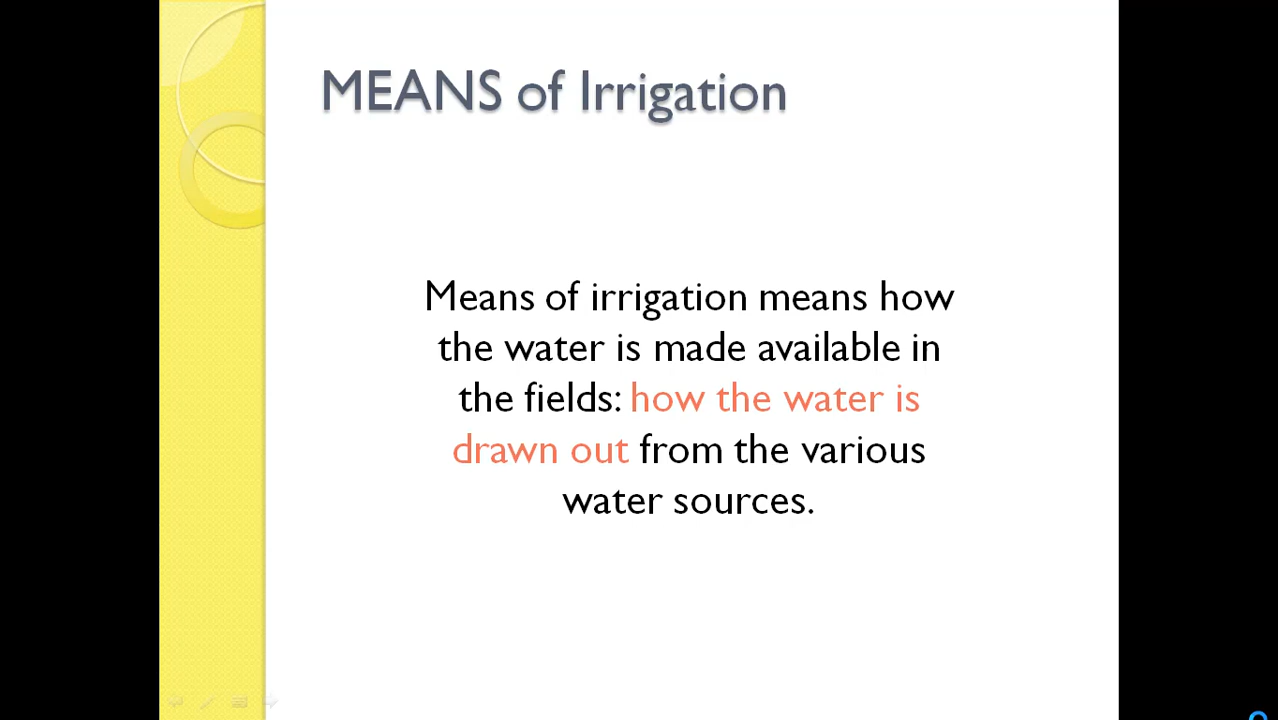 MEANS of Irrigation
Means of irrigation means how
the water is made available in
the fields: how the water is
drawn out from the various
water sources.